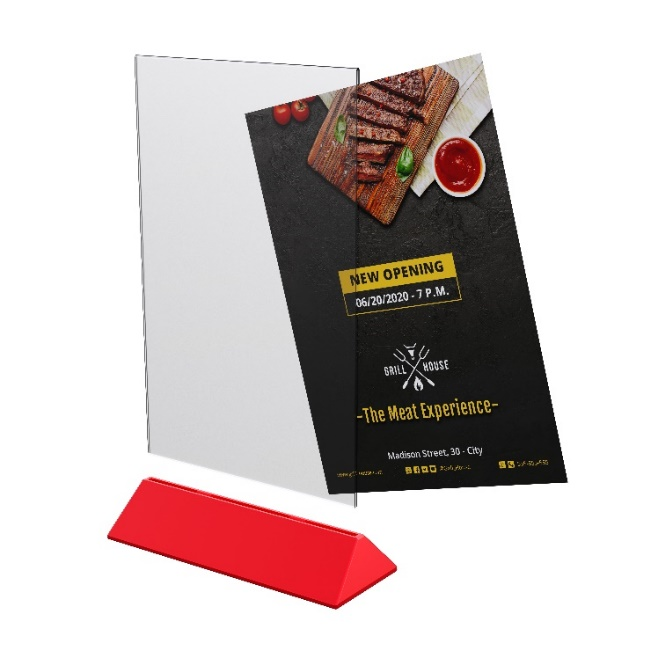 NEW OPENING
06/20/2020 - 7 P.M.
GRILL HOUSE
-The Meat Experience-
Madison Street, 30 - City